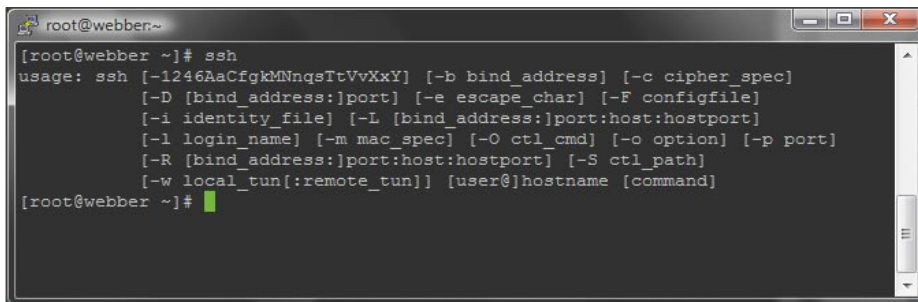 root@webber:~
[root@webber ~]# ssh
usage: ssh [-1246AaCfgkMNnqsTtVvXxY] [-b bind_address] [-c cipher_spec]
           [-D [bind_address:]port] [-e escape_char] [-F configfile]
           [-i identity_file] [-L [bind_address:]port:host:hostport]
           [-l login_name] [-m mac_spec] [-O ctl_cmd] [-o option] [-p port]
           [-R [bind_address:]port:host:hostport] [-S ctl_path]
           [-w local_tun[:remote_tun]] [user@]hostname [command]
[root@webber ~]#